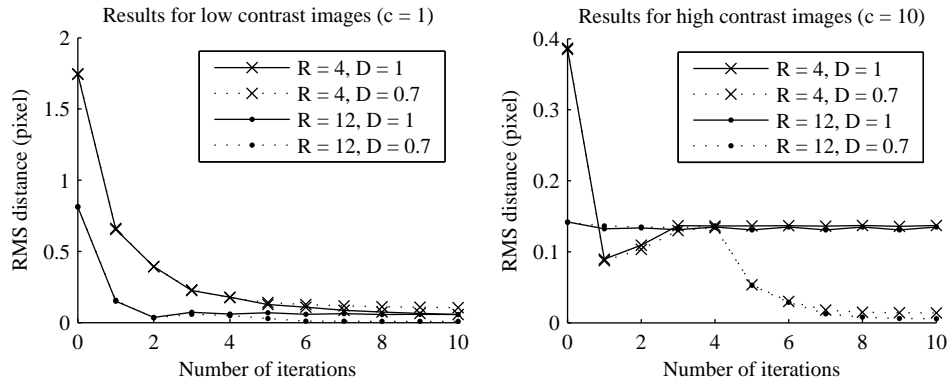 Results for low contrast images (c = 1)
2
1.5
1
0.5
0
RMS distance (pixel)
R = 4, D = 1
R = 4, D = 0.7
R = 12, D = 1
R = 12, D = 0.7
0 2 4 6 8 10
Number of iterations
Results for high contrast images (c = 10)
0.4
0.3
0.2
0.1
0
RMS distance (pixel)
R = 4, D = 1
R = 4, D = 0.7
R = 12, D = 1
R = 12, D = 0.7
0 2 4 6 8 10
Number of iterations